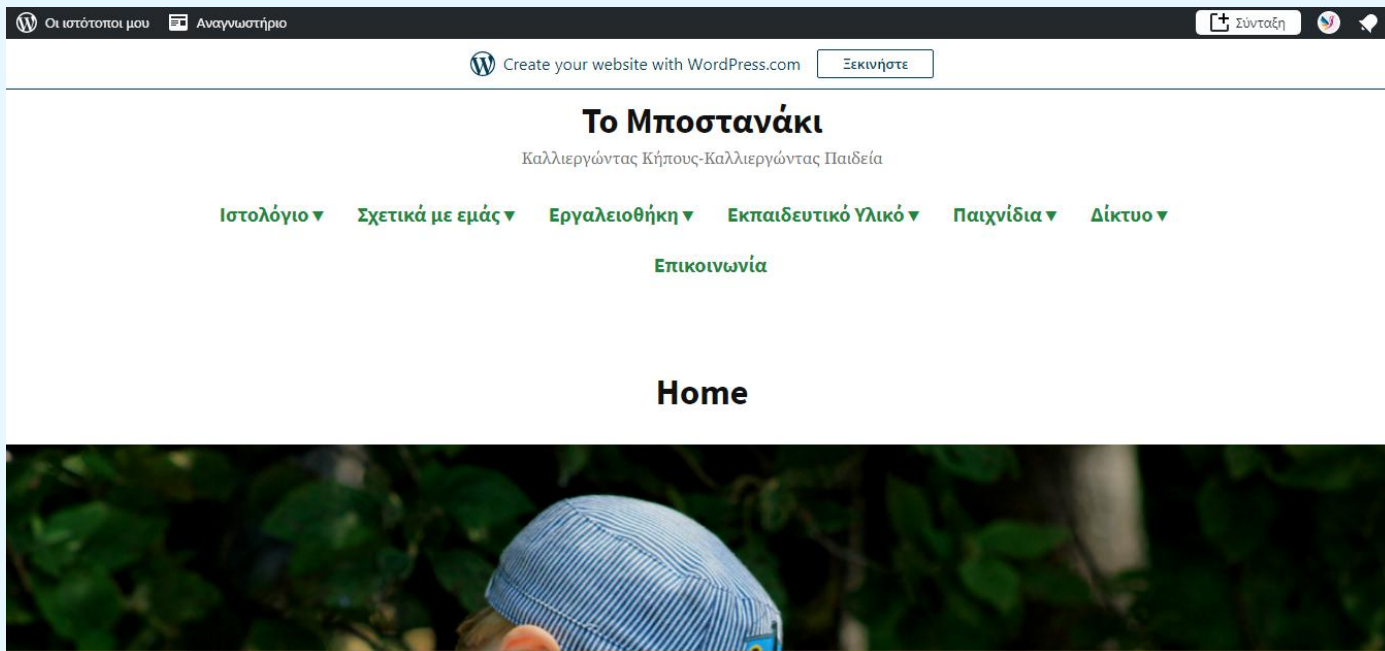 Οι ιστότοποι μου Αναγνωστήριο Σύνταξη
Create your website with WordPress.com Ξεκινήστε
Το Μποστανάκι
Καλλιεργώντας Κήπους-Καλλιεργώντας Παιδεία
Ιστολόγιο ▾ Σχετικά με εμάς ▾ Εργαλειοθήκη ▾ Εκπαιδευτικό Υλικό ▾ Παιχνίδια ▾ Δίκτυο ▾
Επικοινωνία
Home